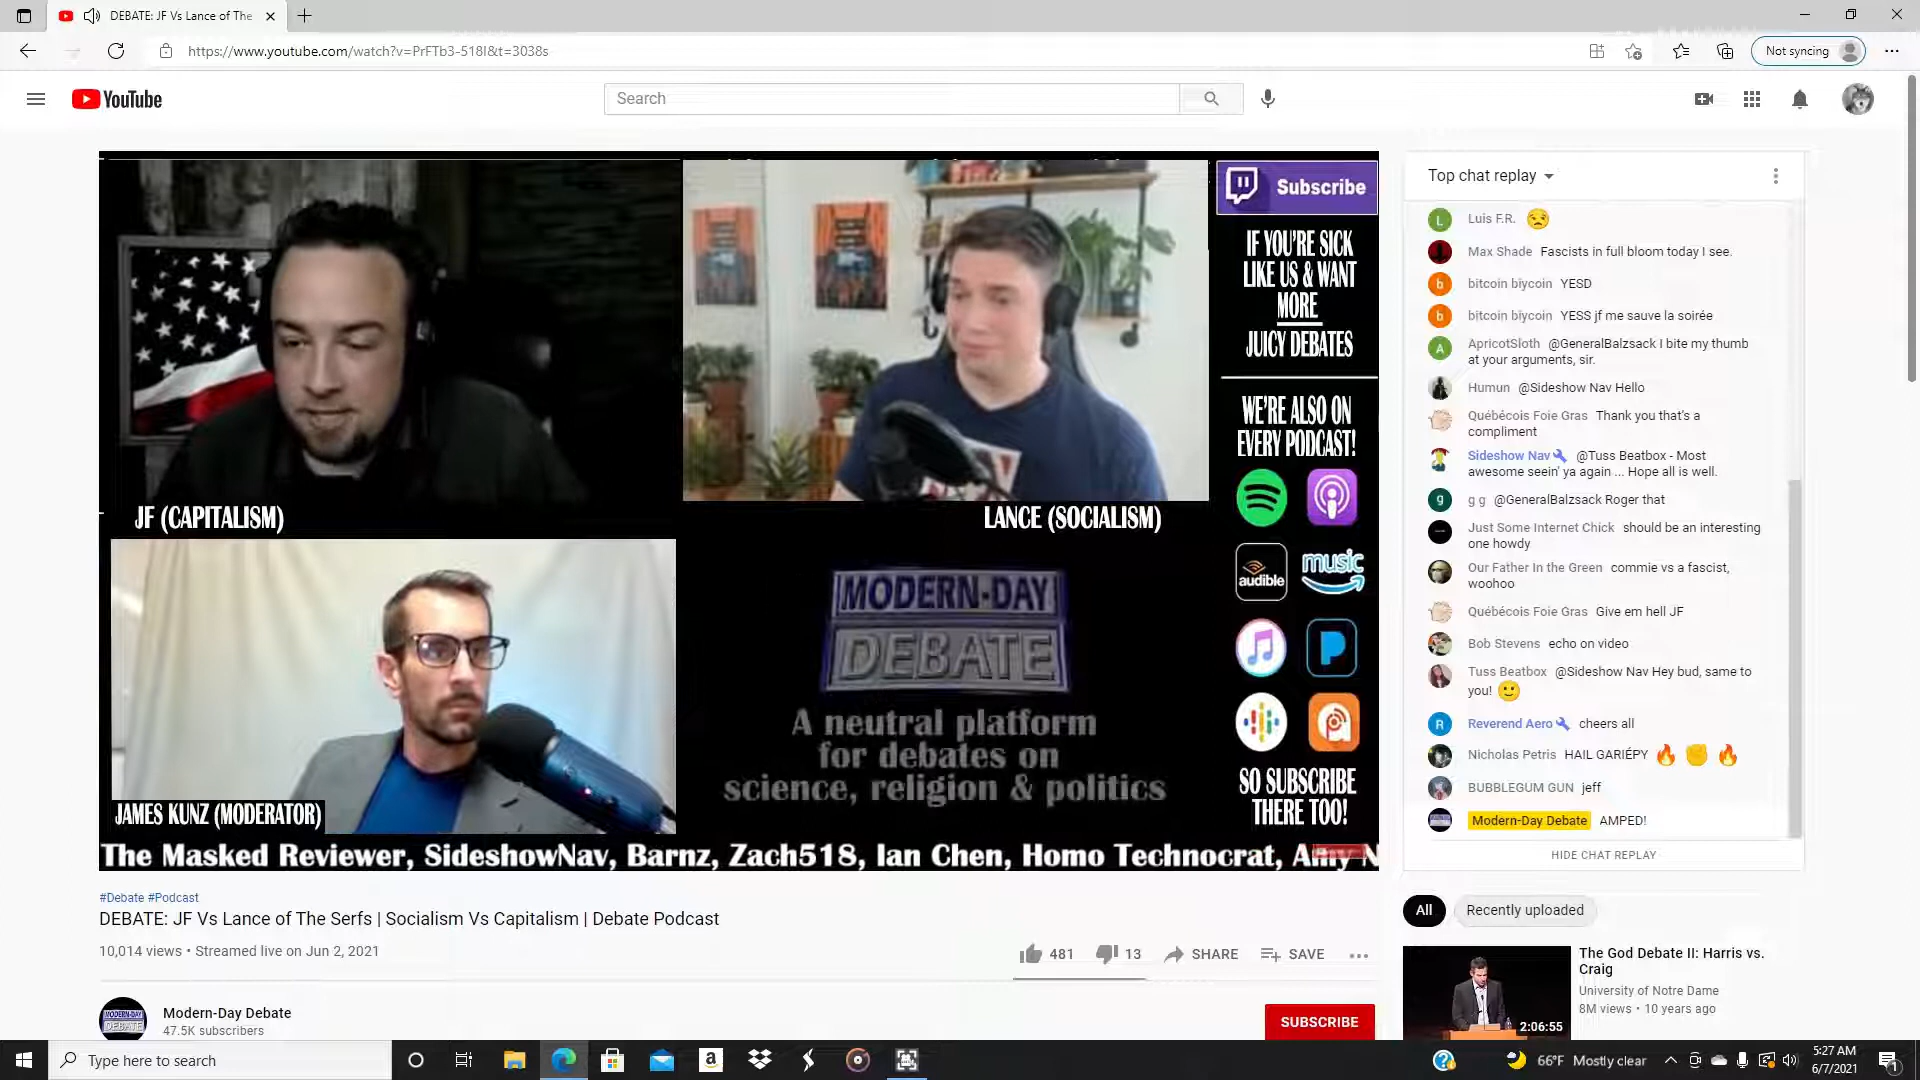 DEBATE: JF Vs Lance of The
https://www.youtube.com/watch?v=PrFTb3-518I&t=3038s
Not syncing
YouTube
Search
Subscribe
IF YOU'RE SICK
LIKE US & WANT
MORE
JUICY DEBATES
WE'RE ALSO ON
EVERY PODCAST!
audible
music
SO SUBSCRIBE
THERE TOO!
JF (CAPITALISM)
LANCE (SOCIALISM)
MODERN-DAY
DEBATE
A neutral platform
for debates on
science, religion & politics
JAMES KUNZ (MODERATOR)
The Masked Reviewer, SideshowNav, Barnz, Zach518, Ian Chen, Homo Technocrat, Amy N
#Debate #Podcast
DEBATE: JF Vs Lance of The Serfs | Socialism Vs Capitalism | Debate Podcast
10,014 views • Streamed live on Jun 2, 2021
481
13
SHARE
SAVE
MODERN-DAY
DEBATE
Modern-Day Debate
47.5K subscribers
SUBSCRIBE
Top chat replay
L
Luis F.R. 😒
Max Shade Fascists in full bloom today I see.
b
bitcoin biycoin YESD
b
bitcoin biycoin YESS jf me sauve la soirée
A
ApricotSloth @GeneralBalzsack I bite my thumb
at your arguments, sir.
Humun @Sideshow Nav Hello
Québécois Foie Gras Thank you that's a
compliment
Sideshow Nav @Tuss Beatbox - Most
awesome seein' ya again ... Hope all is well.
g
g g @GeneralBalzsack Roger that
Just Some Internet Chick should be an interesting
one howdy
Our Father In the Green commie vs a fascist,
woohoo
Québécois Foie Gras Give em hell JF
Bob Stevens echo on video
Tuss Beatbox @Sideshow Nav Hey bud, same to
you! 🙂
R
Reverend Aero cheers all
Nicholas Petris HAIL GARIÉPY 🔥 ✊ 🔥
BUBBLEGUM GUN jeff
Modern-Day Debate AMPED!
HIDE CHAT REPLAY
All
Recently uploaded
The God Debate II: Harris vs.
Craig
University of Notre Dame
8M views • 10 years ago
2:06:55
Type here to search
66°F Mostly clear
5:27 AM
6/7/2021
1